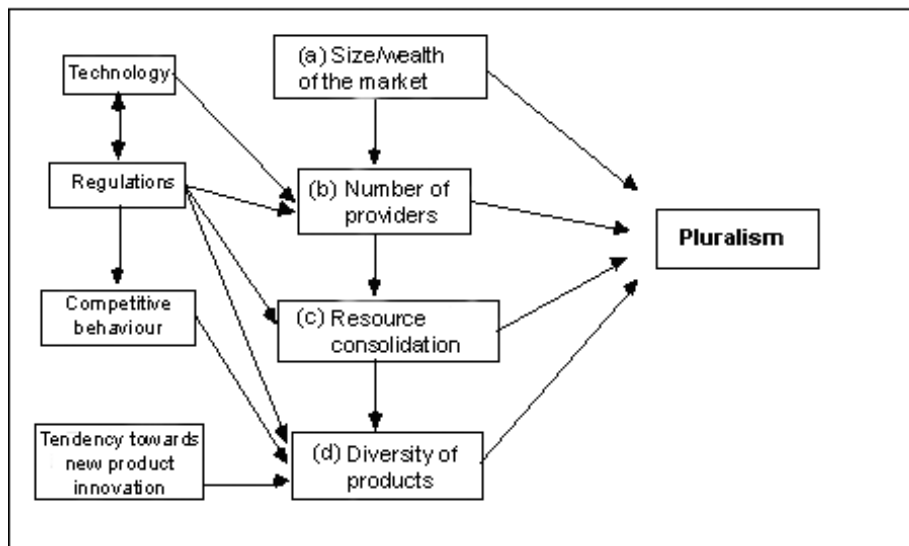 Technology
(a) Size/wealth
of the market
Regulations
(b) Number of
providers
Pluralism
Competitive
behaviour
(c) Resource
consolidation
Tendency towards
new product
innovation
(d) Diversity of
products